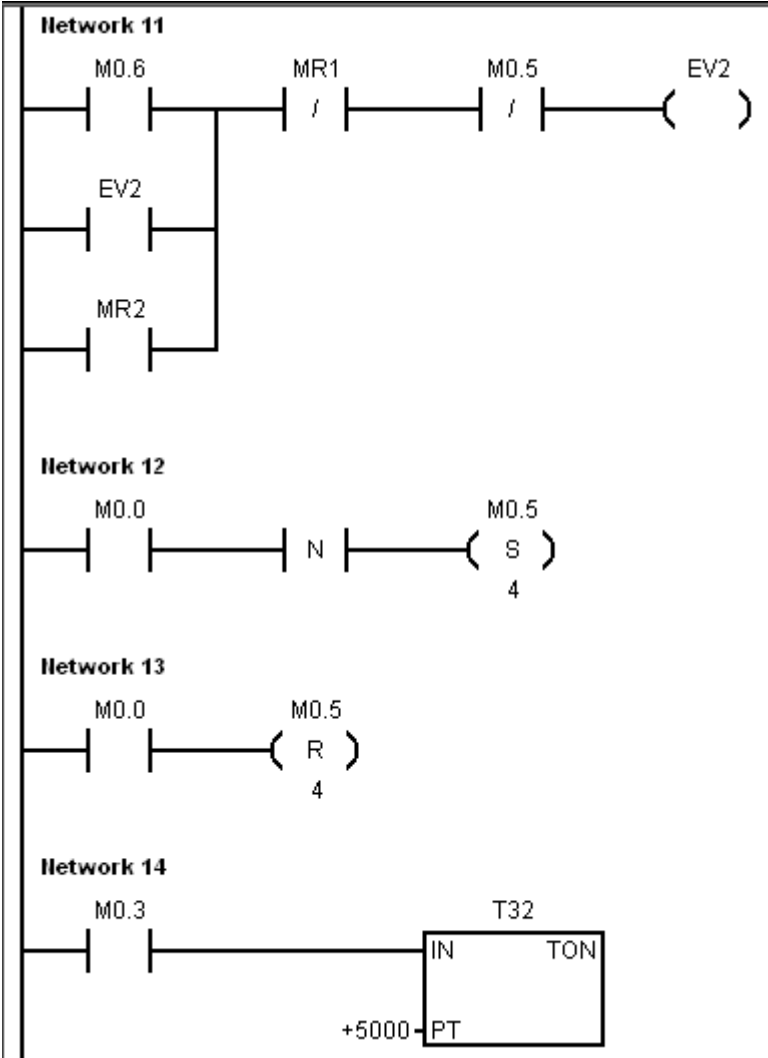 Network 11
M0.6 MR1 M0.5 EV2
/ /
EV2
MR2
Network 12
M0.0 M0.5
N S
4
Network 13
M0.0 M0.5
R
4
Network 14
M0.3 T32
IN TON
+5000 PT